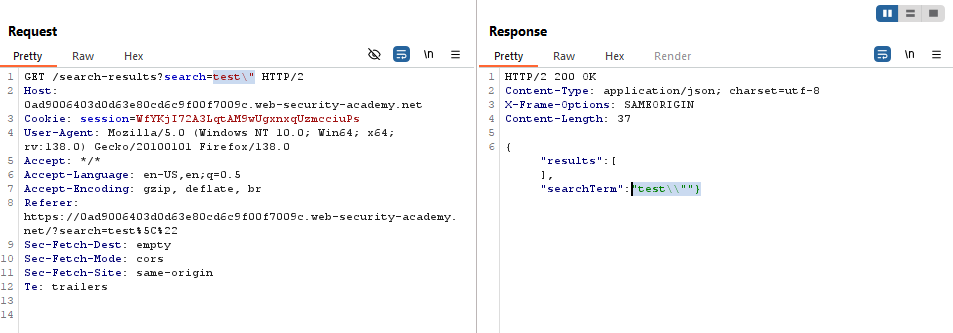 Request
Pretty Raw Hex \n
1 GET /search-results?search=test\" HTTP/2
2 Host:
0ad9006403d0d63e80cd6c9f00f7009c.web-security-academy.net
3 Cookie: session=WfYKjI72A3LqtAM9wUgxnxqUzmcciuPs
4 User-Agent: Mozilla/5.0 (Windows NT 10.0; Win64; x64;
rv:138.0) Gecko/20100101 Firefox/138.0
5 Accept: */*
6 Accept-Language: en-US,en;q=0.5
7 Accept-Encoding: gzip, deflate, br
8 Referer:
https://0ad9006403d0d63e80cd6c9f00f7009c.web-security-academy.
net/?search=test%5C%22
9 Sec-Fetch-Dest: empty
10 Sec-Fetch-Mode: cors
11 Sec-Fetch-Site: same-origin
12 Te: trailers
13
14
Response
Pretty Raw Hex Render \n
1 HTTP/2 200 OK
2 Content-Type: application/json; charset=utf-8
3 X-Frame-Options: SAMEORIGIN
4 Content-Length: 37
5
6 {
"results":[
],
"searchTerm":"test\\""}